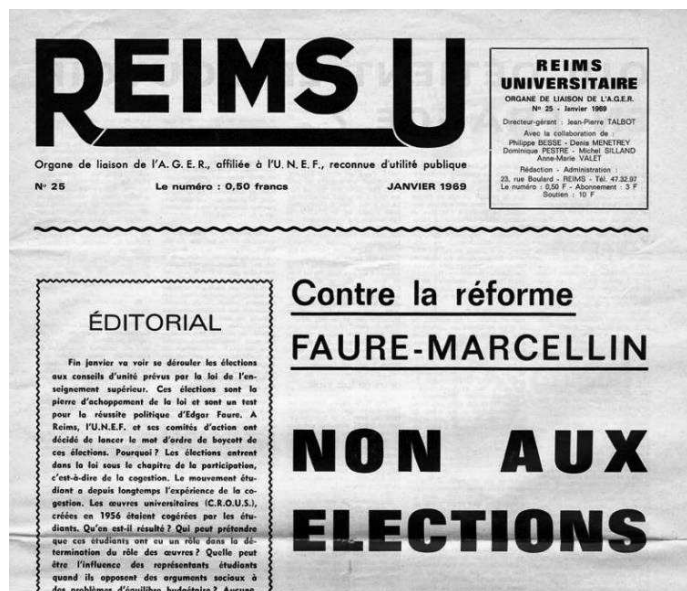 REIMS U
Organe de liaison de l'A. G. E. R., affiliée à l'U. N. E. F., reconnue d'utilité publique
N° 25 Le numéro : 0,50 francs JANVIER 1969
REIMS
UNIVERSITAIRE
ORGANE DE LIAISON DE L'A.G.E.R.
N° 25 - Janvier 1969
Directeur-gérant : Jean-Pierre TALBOT
Avec la collaboration de :
Philippe BESSE - Denis MENETREY
Dominique PESTRE - Michel SILLAND
Anne-Marie VALET
Rédaction - Administration :
23, rue Boulard - REIMS - Tél. 47.32.97
Le numéro : 0,50 F - Abonnement : 3 F
Soutien : 10 F
ÉDITORIAL
Fin janvier va voir se dérouler les élections
aux conseils d'unité prévus par la loi de l'en-
seignement supérieur. Ces élections sont la
pierre d'achoppement de la loi et sont un test
pour la réussite politique d'Edgar Faure. A
Reims, l'U.N.E.F. et ses comités d'action ont
décidé de lancer le mot d'ordre de boycott de
ces élections. Pourquoi ? Les élections entrent
dans la loi sous le chapitre de la participation,
c'est-à-dire de la cogestion. Le mouvement étu-
diant a depuis longtemps l'expérience de la co-
gestion. Les œuvres universitaires (C.R.O.U.S.),
créées en 1956 étaient cogérées par les étu-
diants. Qu'en est-il résulté ? Qui peut prétendre
que ces étudiants ont eu un rôle dans la dé-
termination du rôle des œuvres ? Quelle peut
être l'influence des représentants étudiants
quand ils opposent des arguments sociaux à
des problèmes d'équilibre budgétaire ? Aucune.
Contre la réforme
FAURE-MARCELLIN
NON AUX
ELECTIONS